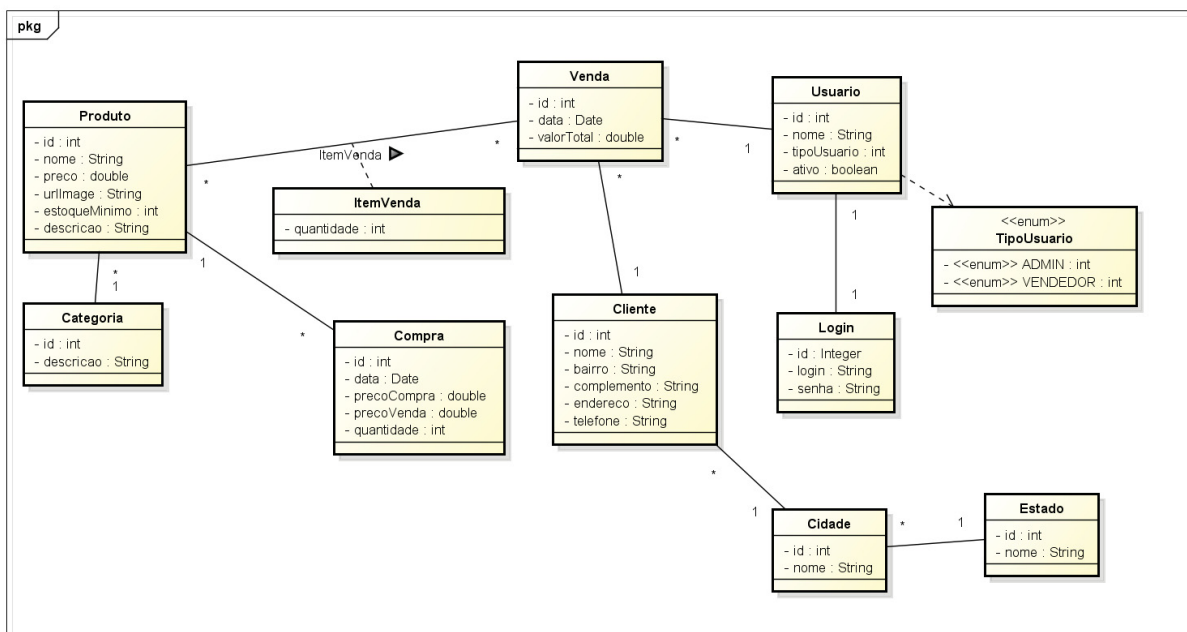 pkg
Produto
- id : int
- nome : String
- preco : double
- urlImage : String
- estoqueMinimo : int
- descricao : String
*
1
*
1
ItemVenda
ItemVenda
- quantidade : int
Venda
- id : int
- data : Date
- valorTotal : double
*
*
*
1
Usuario
- id : int
- nome : String
- tipoUsuario : int
- ativo : boolean
1
<<enum>>
TipoUsuario
- <<enum>> ADMIN : int
- <<enum>> VENDEDOR : int
Categoria
- id : int
- descricao : String
*
Compra
- id : int
- data : Date
- precoCompra : double
- precoVenda : double
- quantidade : int
1
Cliente
- id : int
- nome : String
- bairro : String
- complemento : String
- endereco : String
- telefone : String
*
1
Login
- id : Integer
- login : String
- senha : String
1
Cidade
- id : int
- nome : String
*
1
Estado
- id : int
- nome : String